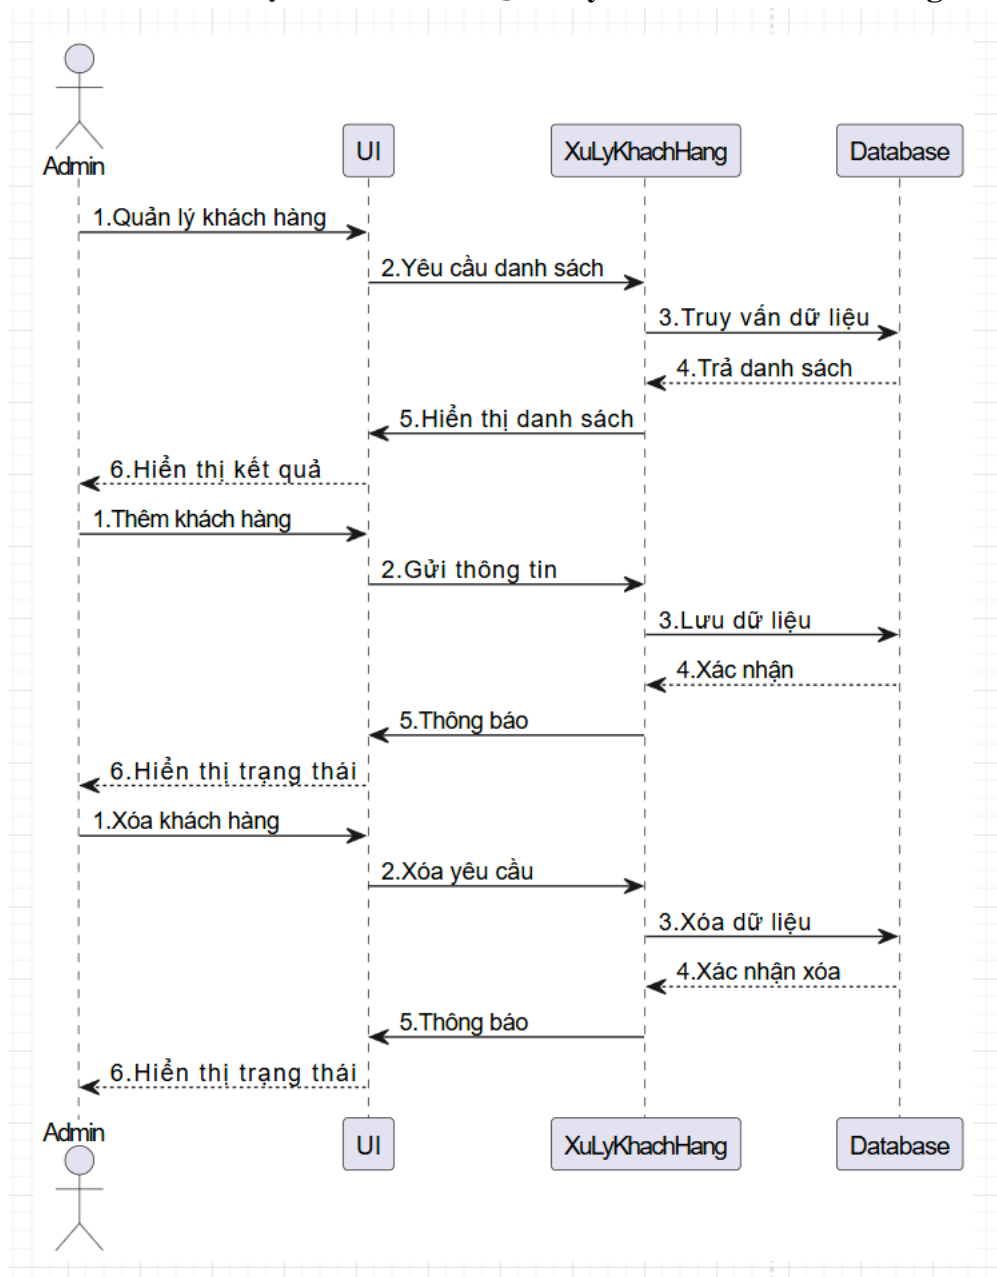 Admin
UI
XuLyKhachHang
Database
1.Quản lý khách hàng
2.Yêu cầu danh sách
3.Truy vấn dữ liệu
4.Trả danh sách
5.Hiển thị danh sách
6.Hiển thị kết quả
1.Thêm khách hàng
2.Gửi thông tin
3.Lưu dữ liệu
4.Xác nhận
5.Thông báo
6.Hiển thị trạng thái
1.Xóa khách hàng
2.Xóa yêu cầu
3.Xóa dữ liệu
4.Xác nhận xóa
5.Thông báo
6.Hiển thị trạng thái
Admin
UI
XuLyKhachHang
Database